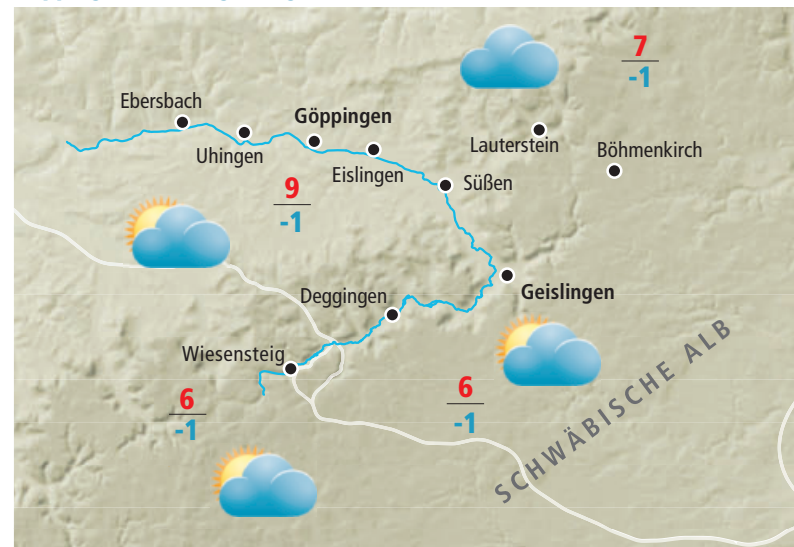 7
-1
Ebersbach
Göppingen
Uhingen
Eislingen
Lauterstein
Böhmenkirch
Süßen
9
-1
Geislingen
Deggingen
Wiesensteig
6
-1
6
-1
SCHWÄBISCHE ALB